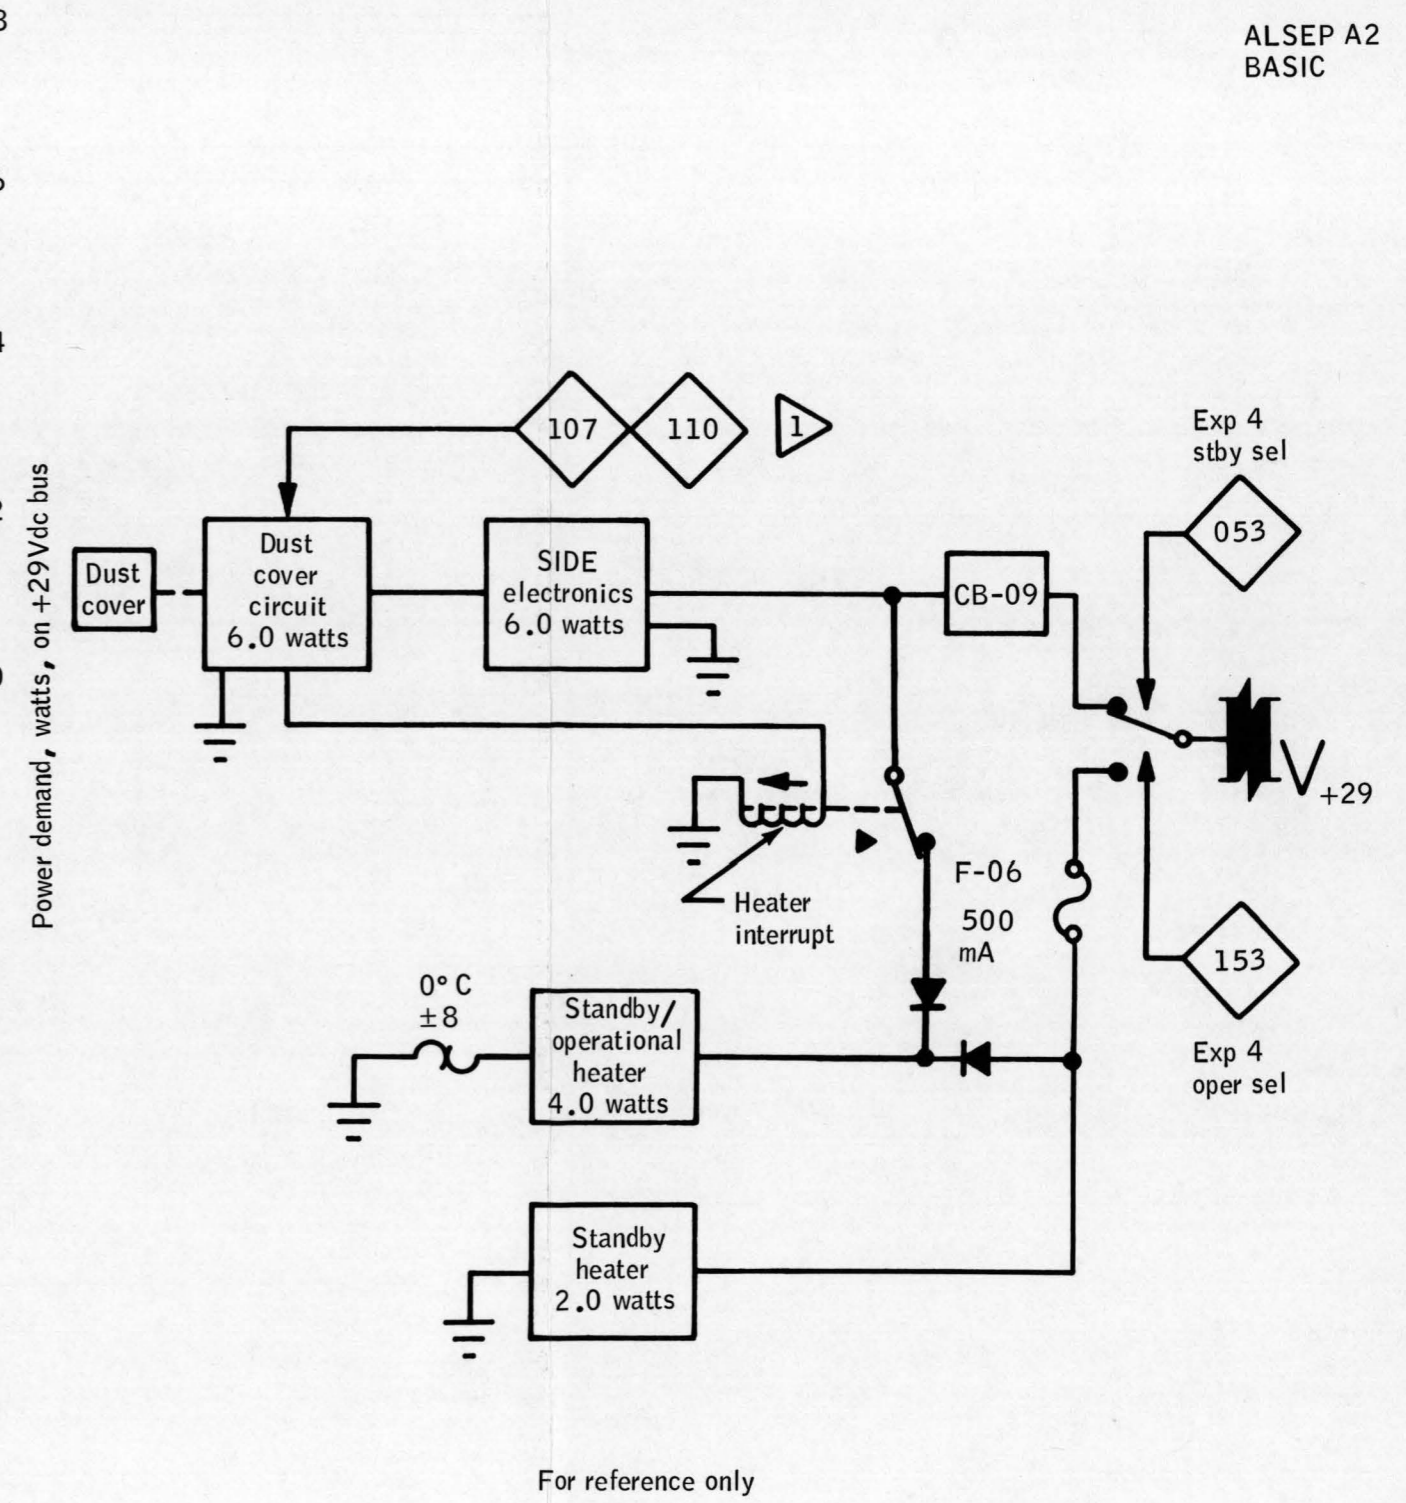 ALSEP A2
BASIC
107
110
1
Exp 4
stby sel
053
Dust
cover
Dust
cover
circuit
6.0 watts
SIDE
electronics
6.0 watts
CB-09
V+29
Power demand, watts, on +29Vdc bus
Heater
interrupt
F-06
500
mA
153
Exp 4
oper sel
0° C
±8
Standby/
operational
heater
4.0 watts
Standby
heater
2.0 watts
For reference only